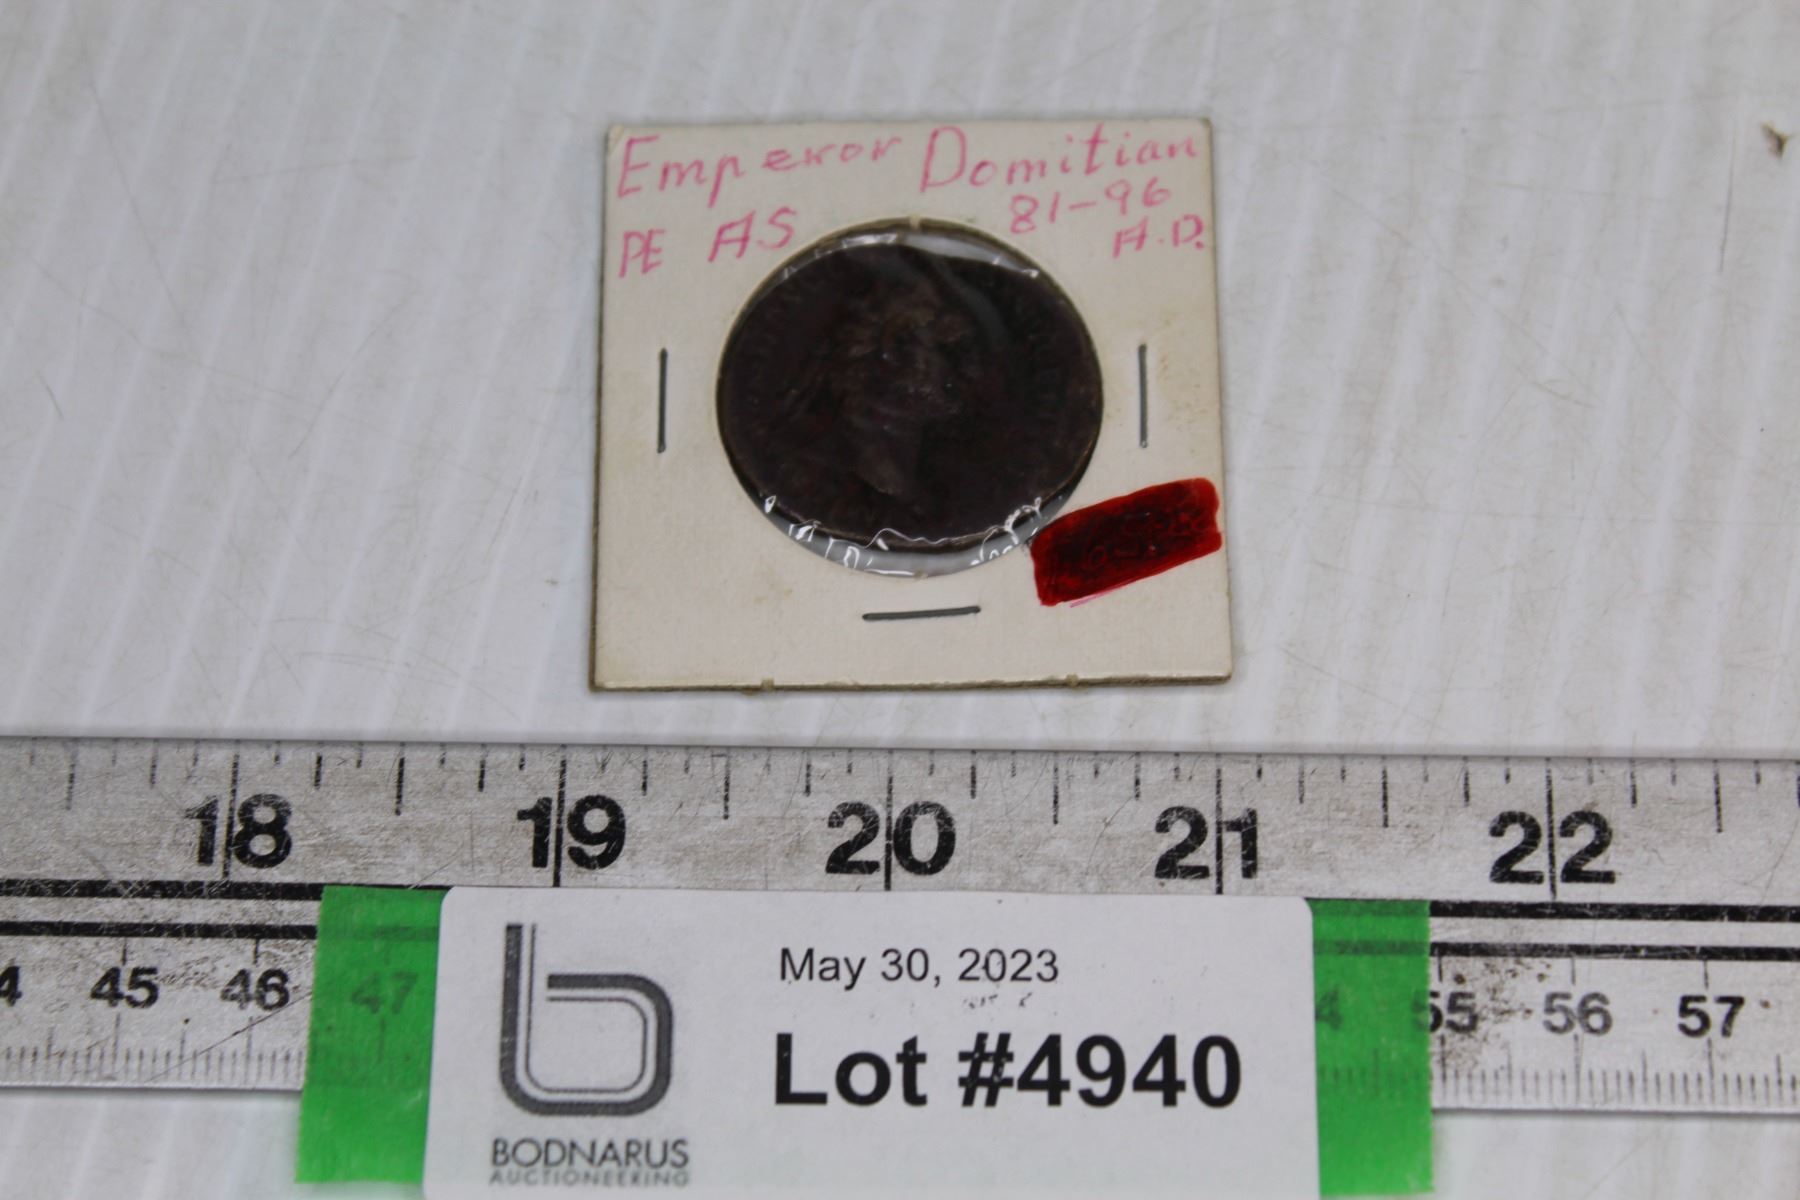 Emperor Domitian
81-96
PE AS
A.D.
18 19 20 21 22
45 46 47 55 56 57
May 30, 2023
Lot #4940
BODNARUS
AUCTIONEERING